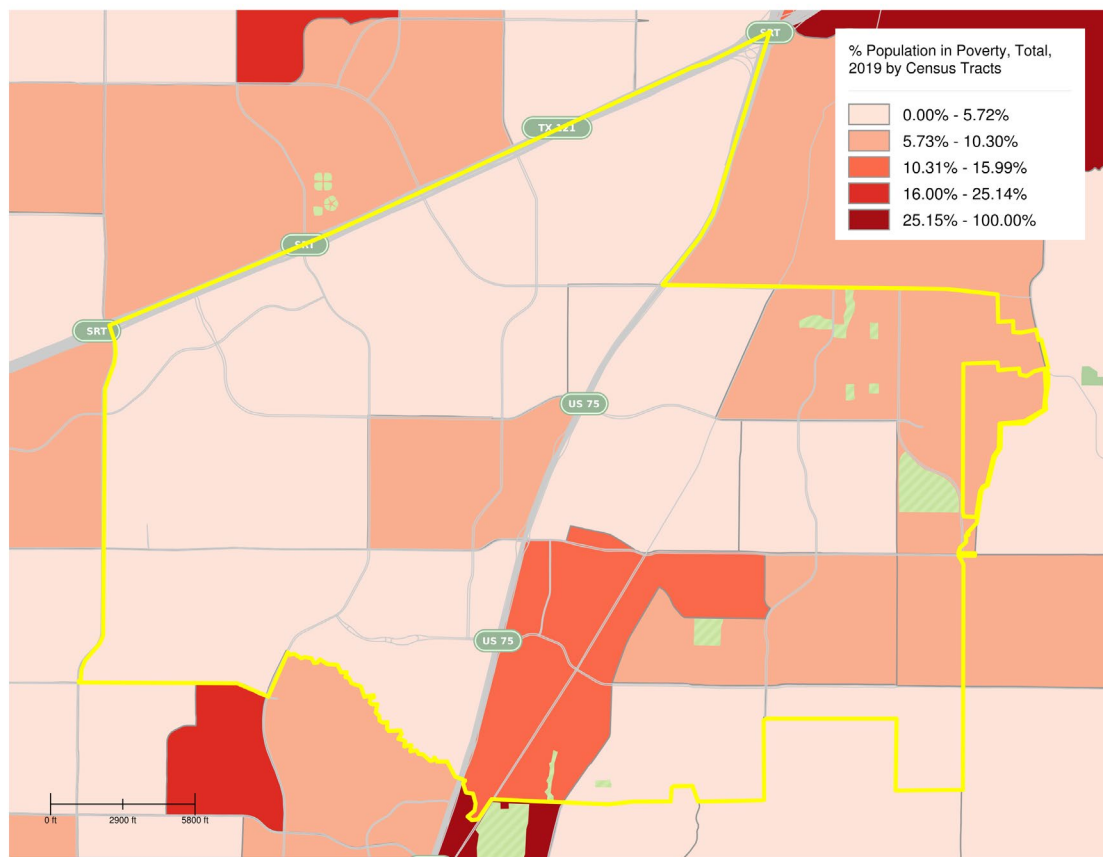 SRT
% Population in Poverty, Total,
2019 by Census Tracts
0.00% - 5.72%
5.73% - 10.30%
10.31% - 15.99%
16.00% - 25.14%
25.15% - 100.00%
TX 121
SRT
SRT
US 75
US 75
0 ft 2900 ft 5800 ft